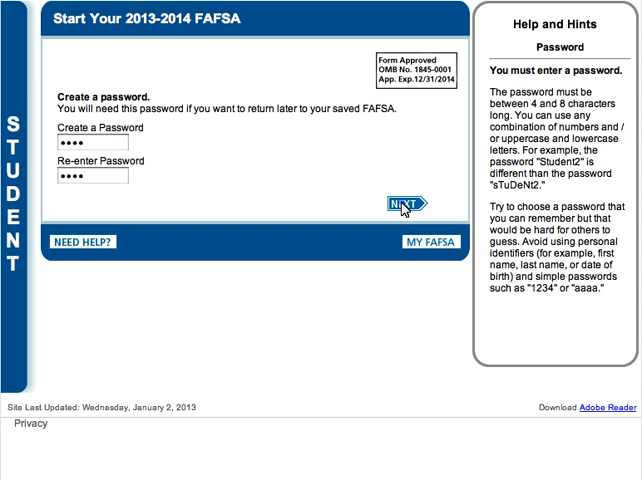 Start Your 2013-2014 FAFSA
Form Approved
OMB No. 1845-0001
App. Exp.12/31/2014
Create a password.
You will need this password if you want to return later to your saved FAFSA.
Create a Password
••••
Re-enter Password
••••
NEXT
NEED HELP?
MY FAFSA
STUDENT
Help and Hints
Password
You must enter a password.
The password must be
between 4 and 8 characters
long. You can use any
combination of numbers and /
or uppercase and lowercase
letters. For example, the
password "Student2" is
different than the password
"sTuDeNt2."
Try to choose a password that
you can remember but that
would be hard for others to
guess. Avoid using personal
identifiers (for example, first
name, last name, or date of
birth) and simple passwords
such as "1234" or "aaaa."
Site Last Updated: Wednesday, January 2, 2013
Download Adobe Reader
Privacy